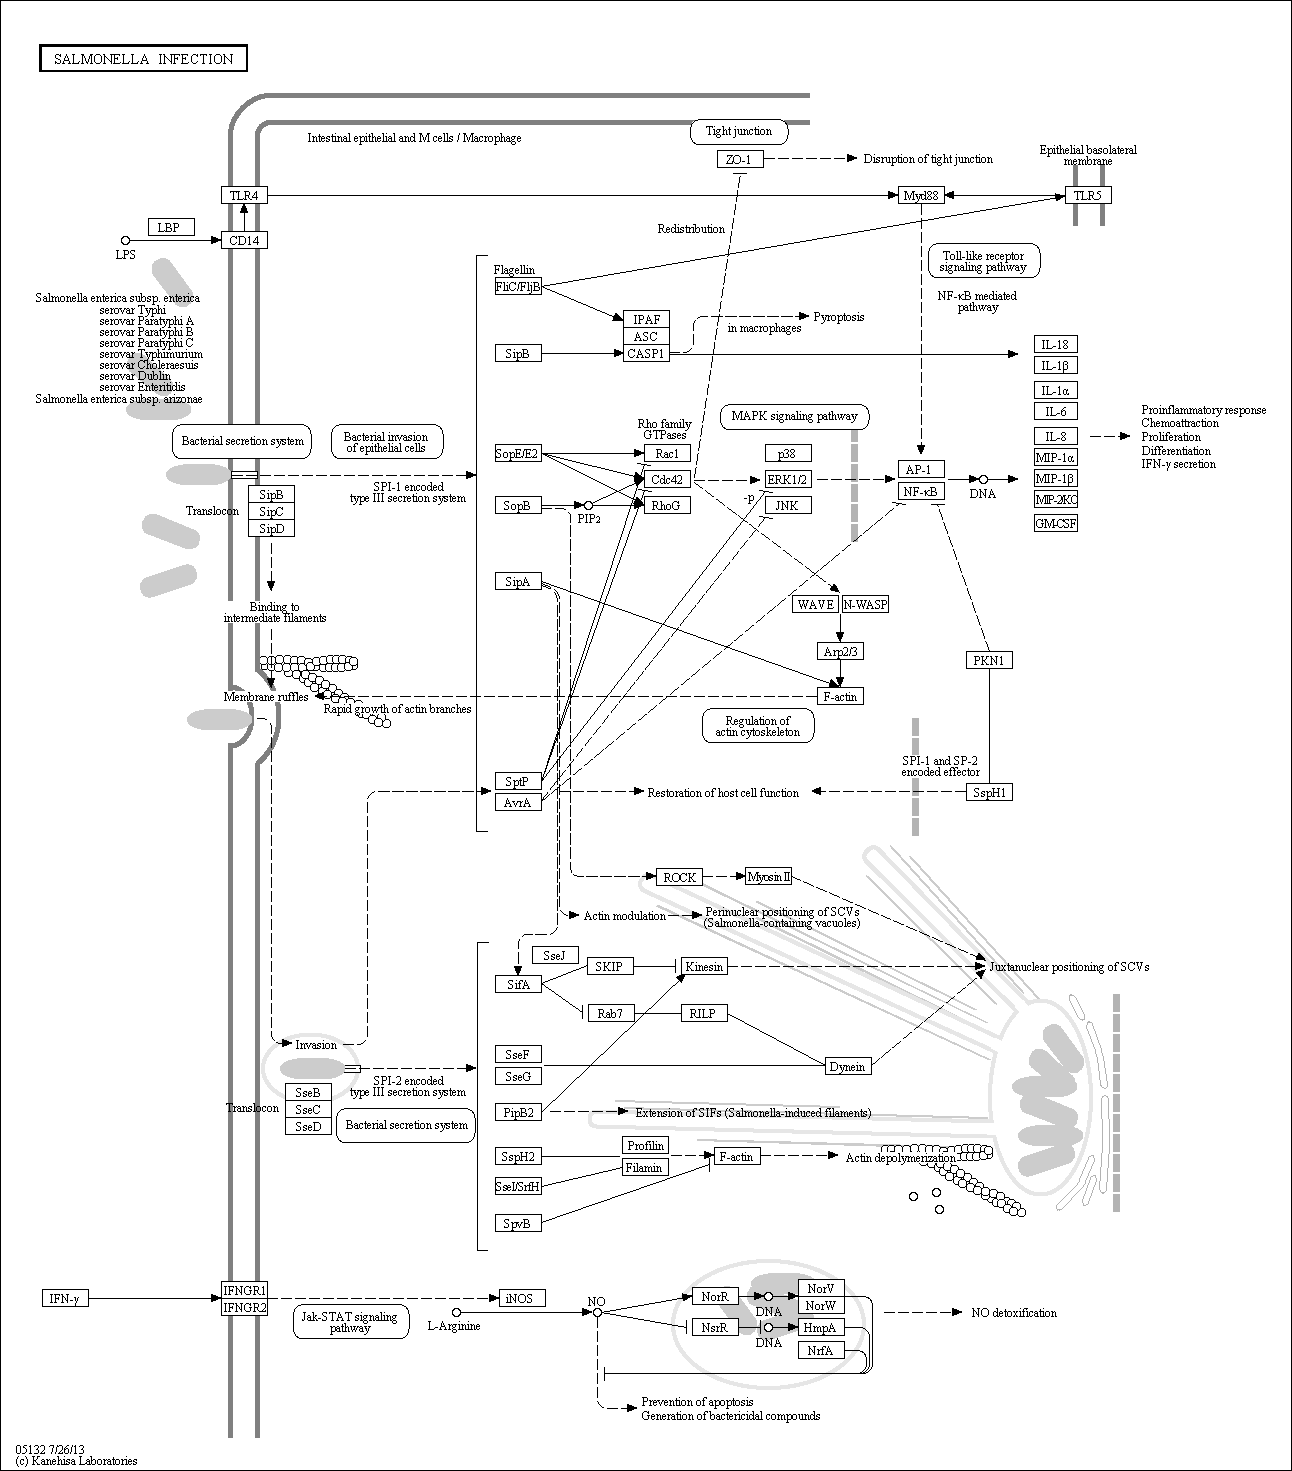 SALMONELLA INFECTION
Intestinal epithelial and M cells / Macrophage
Tight junction
ZO-1
Disruption of tight junction
Epithelial basolateral
membrane
TLR4
Myd88
TLR5
LBP
LPS
CD14
Redistribution
Toll-like receptor
signaling pathway
NF-κB mediated
pathway
Flagellin
FliC/FljB
Salmonella enterica subsp. enterica
serovar Typhi
serovar Paratyphi A
serovar Paratyphi B
serovar Paratyphi C
serovar Typhimurium
serovar Choleraesuis
serovar Dublin
serovar Enteritidis
Salmonella enterica subsp. arizonae
IPAF
ASC
CASP1
Pyroptosis
in macrophages
SipB
IL-18
IL-1β
IL-1α
IL-6
IL-8
MIP-1α
MIP-1β
MIP-2KC
GM-CSF
Proinflammatory response
Chemoattraction
Proliferation
Differentiation
IFN-γ secretion
Bacterial secretion system
Bacterial invasion
of epithelial cells
MAPK signaling pathway
Rho family
GTPases
SopE/E2
Rac1
p38
AP-1
Cdc42
ERK1/2
NF-κB
DNA
-p
SPI-1 encoded
type III secretion system
SopB
PIP2
RhoG
JNK
Translocon
SipB
SipC
SipD
SipA
Binding to
intermediate filaments
WAVE
N-WASP
Arp2/3
PKN1
Membrane ruffles
F-actin
Rapid growth of actin branches
Regulation of
actin cytoskeleton
SPI-1 and SP-2
encoded effector
SptP
AvrA
Restoration of host cell function
SspH1
ROCK
Myosin II
Actin modulation
Perinuclear positioning of SCVs
(Salmonella-containing vacuoles)
SseJ
SKIP
Kinesin
Juxtanuclear positioning of SCVs
SifA
Rab7
RILP
Invasion
SseF
SseG
Dynein
SPI-2 encoded
type III secretion system
Translocon
SseB
SseC
SseD
Bacterial secretion system
PipB2
Extension of SIFs (Salmonella-induced filaments)
SspH2
Profilin
Filamin
F-actin
Actin depolymerization
SseI/SrfH
SpvB
IFN-γ
IFNGR1
IFNGR2
Jak-STAT signaling
pathway
iNOS
L-Arginine
NO
NorR
DNA
NorV
NorW
NO detoxification
NsrR
DNA
HmpA
NrfA
Prevention of apoptosis
Generation of bactericidal compounds
05132 7/26/13
(c) Kanehisa Laboratories